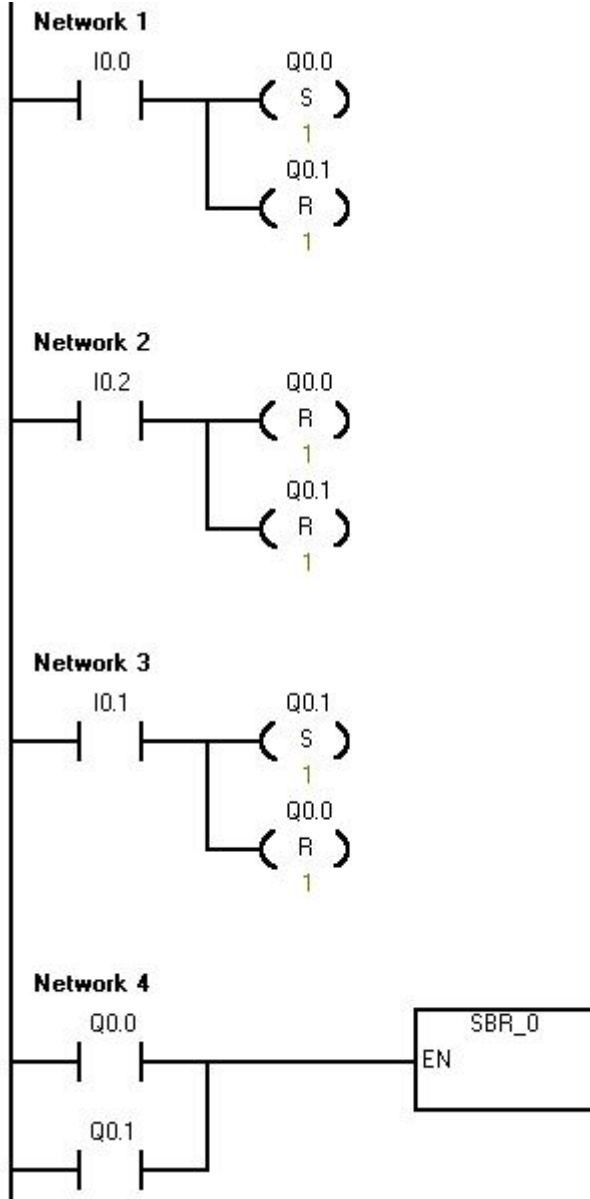 Network 1
I0.0
Q0.0
S
1
Q0.1
R
1
Network 2
I0.2
Q0.0
R
1
Q0.1
R
1
Network 3
I0.1
Q0.1
S
1
Q0.0
R
1
Network 4
Q0.0
SBR_0
EN
Q0.1